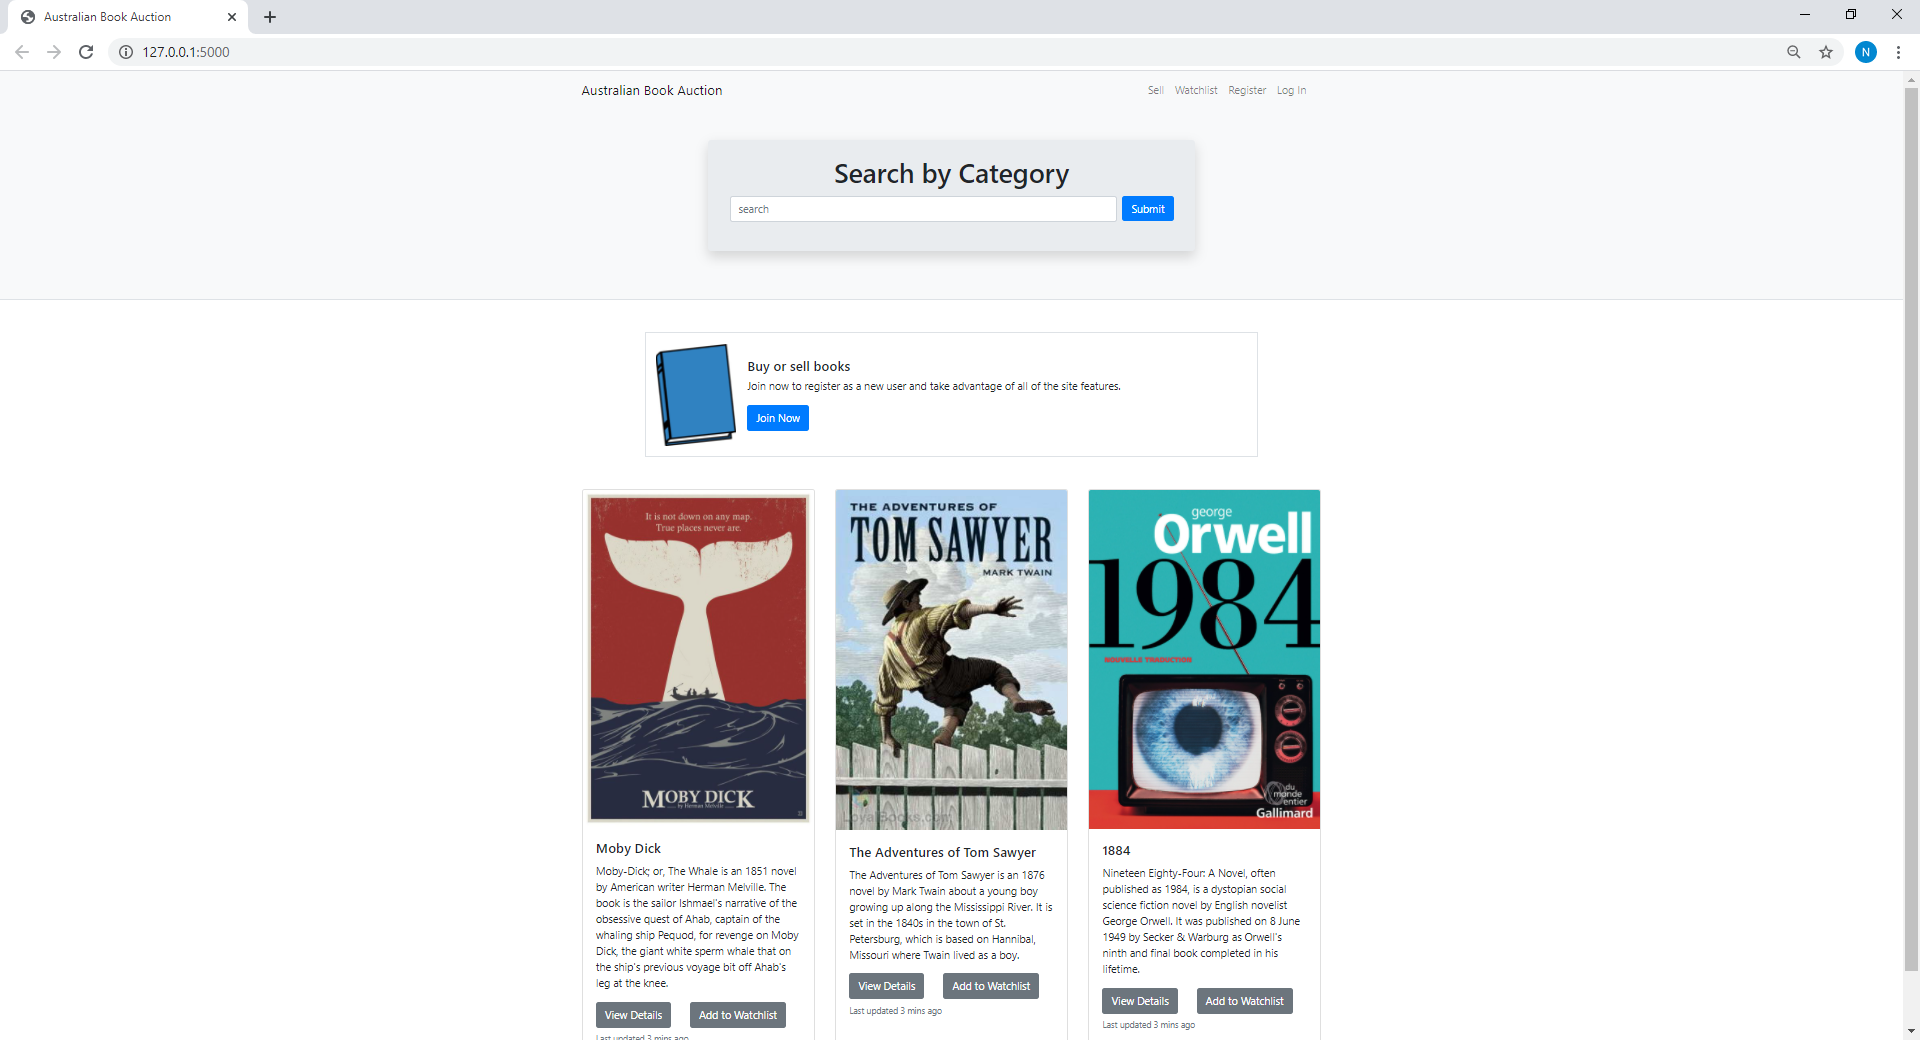 Australian Book Auction
127.0.0.1:5000
N
Australian Book Auction
Sell Watchlist Register Log In
Search by Category
search
Submit
Buy or sell books
Join now to register as a new user and take advantage of all of the site features.
Join Now
It is not down on any map.
True places never are.
MOBY DICK
by Herman Melville
Moby Dick
Moby-Dick; or, The Whale is an 1851 novel
by American writer Herman Melville. The
book is the sailor Ishmael's narrative of the
obsessive quest of Ahab, captain of the
whaling ship Pequod, for revenge on Moby
Dick, the giant white sperm whale that on
the ship's previous voyage bit off Ahab's
leg at the knee.
View Details
Add to Watchlist
Last updated 3 mins ago
THE ADVENTURES OF
TOM SAWYER
MARK TWAIN
LoyalBooks.com
The Adventures of Tom Sawyer
The Adventures of Tom Sawyer is an 1876
novel by Mark Twain about a young boy
growing up along the Mississippi River. It is
set in the 1840s in the town of St.
Petersburg, which is based on Hannibal,
Missouri where Twain lived as a boy.
View Details
Add to Watchlist
Last updated 3 mins ago
george
Orwell
1984
NOUVELLE TRADUCTION
du
monde
entier
Gallimard
1884
Nineteen Eighty-Four: A Novel, often
published as 1984, is a dystopian social
science fiction novel by English novelist
George Orwell. It was published on 8 June
1949 by Secker & Warburg as Orwell's
ninth and final book completed in his
lifetime.
View Details
Add to Watchlist
Last updated 3 mins ago